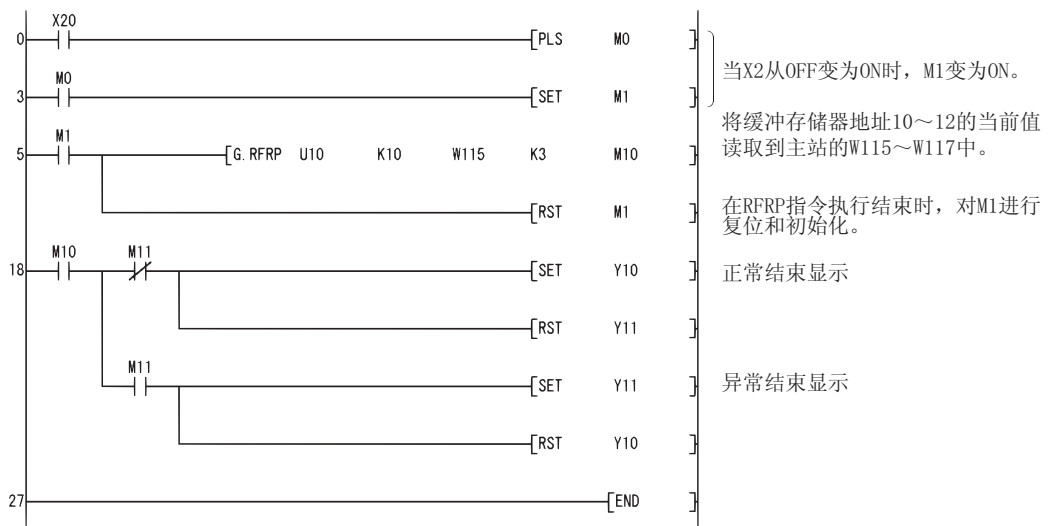 X20
0 PLS M0
当X2从OFF变为ON时，M1变为ON。
M0
3 SET M1
将缓冲存储器地址10～12的当前值
读取到主站的W115～W117中。
M1
5 G.RFRP U10 K10 W115 K3 M10
RST M1
在RFRP指令执行结束时，对M1进行
复位和初始化。
M10 M11
18 SET Y10
正常结束显示
RST Y11
M11
SET Y11
异常结束显示
RST Y10
27 END